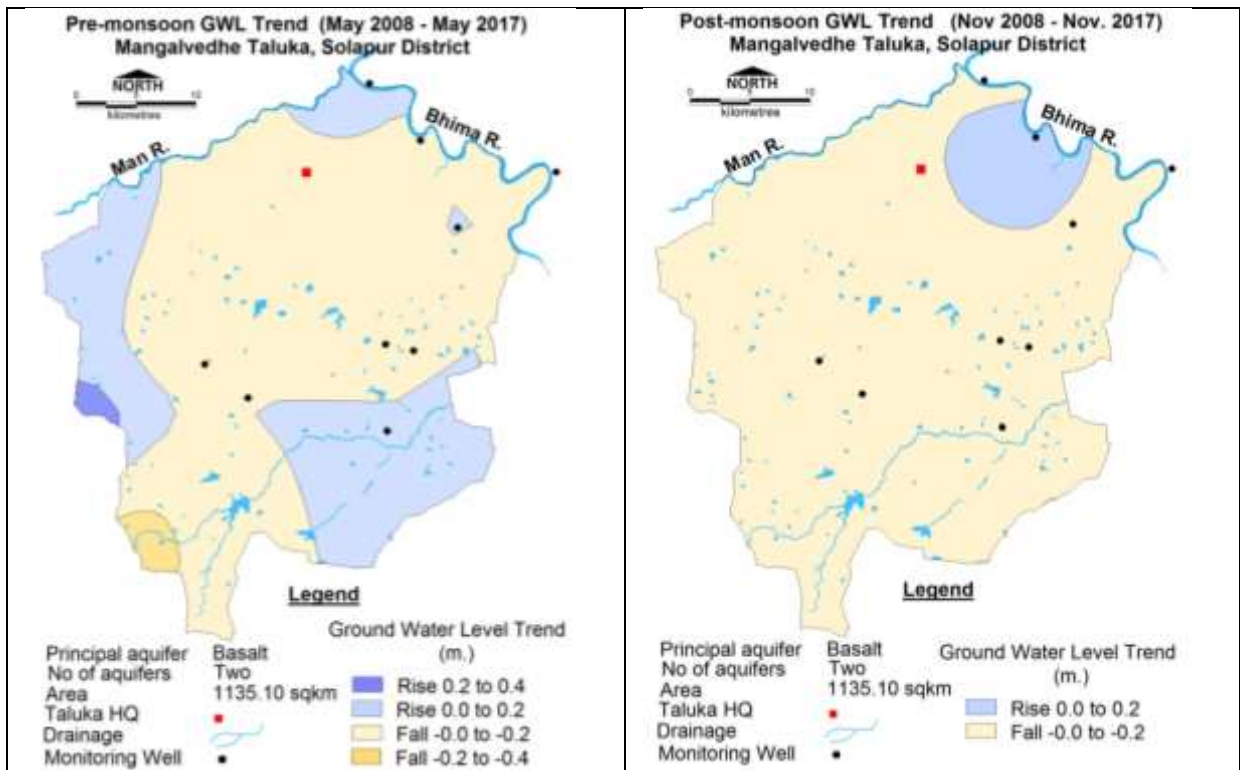 Pre-monsoon GWL Trend (May 2008 - May 2017)
Mangalvedhe Taluka, Solapur District
NORTH
0 10
kilometres
Man R.
Bhima R.
Legend
Principal aquifer Basalt
No of aquifers Two
Area 1135.10 sqkm
Taluka HQ
Drainage
Monitoring Well
Ground Water Level Trend
(m.)
Rise 0.2 to 0.4
Rise 0.0 to 0.2
Fall -0.0 to -0.2
Fall -0.2 to -0.4
Post-monsoon GWL Trend (Nov 2008 - Nov. 2017)
Mangalvedhe Taluka, Solapur District
NORTH
0 10
kilometres
Man R.
Bhima R.
Legend
Principal aquifer Basalt
No of aquifers Two
Area 1135.10 sqkm
Taluka HQ
Drainage
Monitoring Well
Ground Water Level Trend
(m.)
Rise 0.0 to 0.2
Fall -0.0 to -0.2